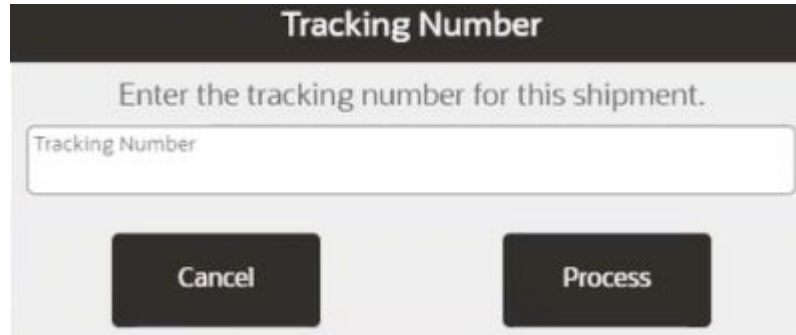 Tracking Number
Enter the tracking number for this shipment.
Tracking Number
Cancel
Process